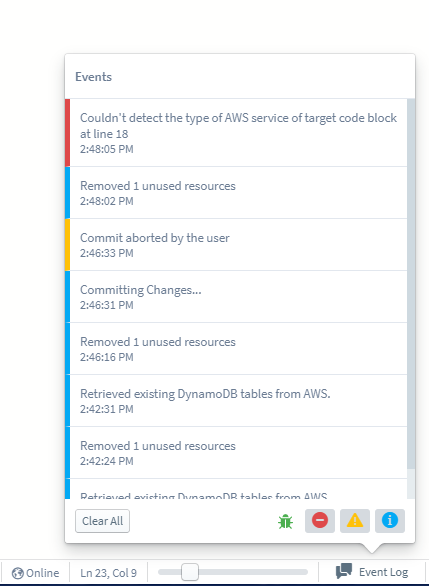 Events
Couldn't detect the type of AWS service of target code block
at line 18
2:48:05 PM
Removed 1 unused resources
2:48:02 PM
Commit aborted by the user
2:46:33 PM
Committing Changes...
2:46:31 PM
Removed 1 unused resources
2:46:16 PM
Retrieved existing DynamoDB tables from AWS.
2:42:31 PM
Removed 1 unused resources
2:42:24 PM
Retrieved existing DynamoDB tables from AWS.
Clear All
Online Ln 23, Col 9 Event Log